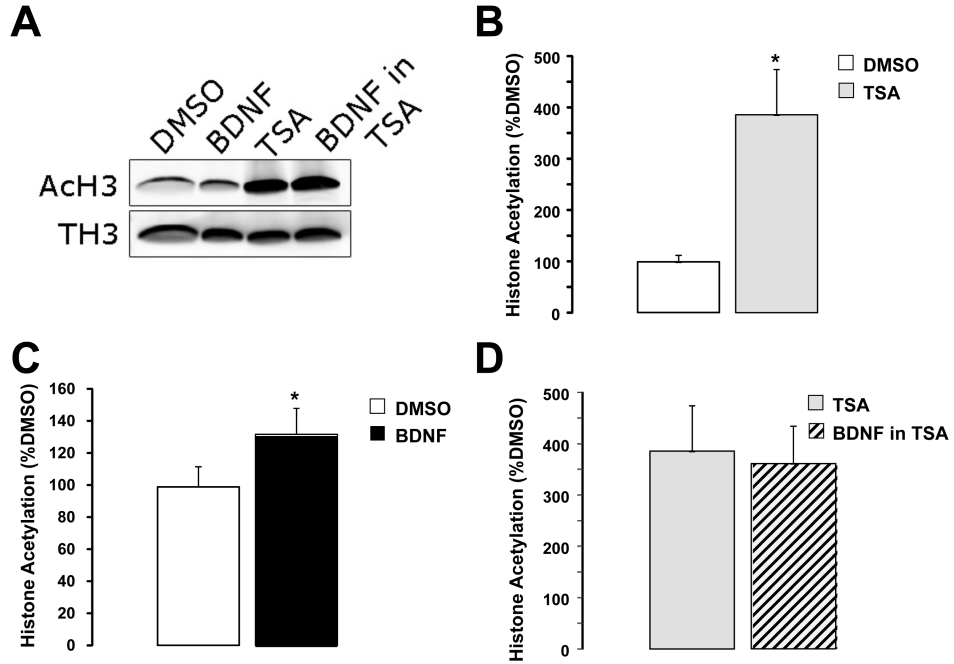 A
DMSO
BDNF
TSA
BDNF in
TSA
AcH3
TH3
B
Histone Acetylation (%DMSO)
500
400
300
200
100
0
*
DMSO
TSA
C
Histone Acetylation (%DMSO)
160
140
120
100
80
60
40
20
0
*
DMSO
BDNF
D
Histone Acetylation (%DMSO)
500
400
300
200
100
0
TSA
BDNF in TSA